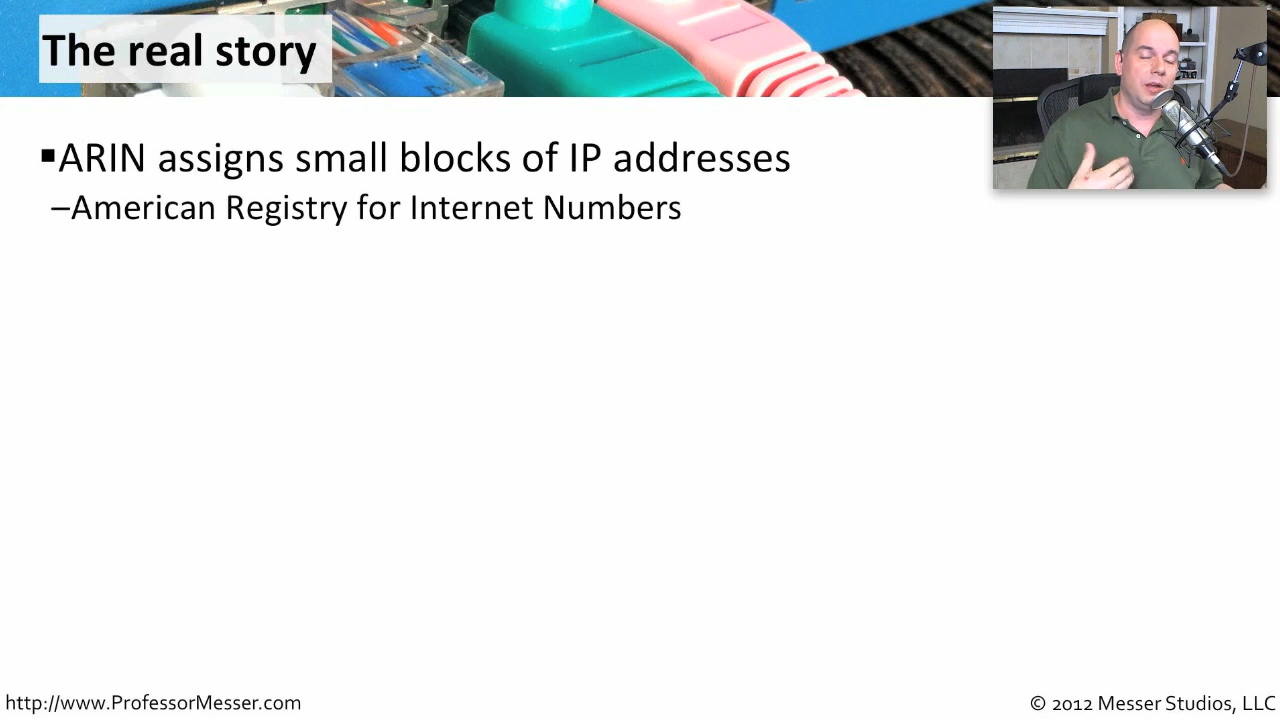 The real story
▪ARIN assigns small blocks of IP addresses
–American Registry for Internet Numbers
http://www.ProfessorMesser.com
© 2012 Messer Studios, LLC